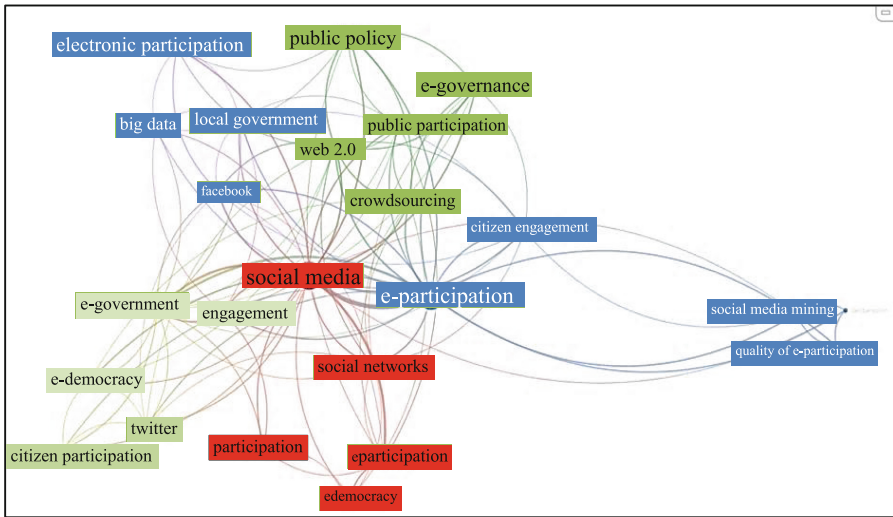 electronic participation
public policy
e-governance
big data
local government
public participation
web 2.0
facebook
crowdsourcing
citizen engagement
social media
e-participation
e-government
engagement
social media mining
quality of e-participation
social networks
e-democracy
twitter
citizen participation
participation
eparticipation
edemocracy